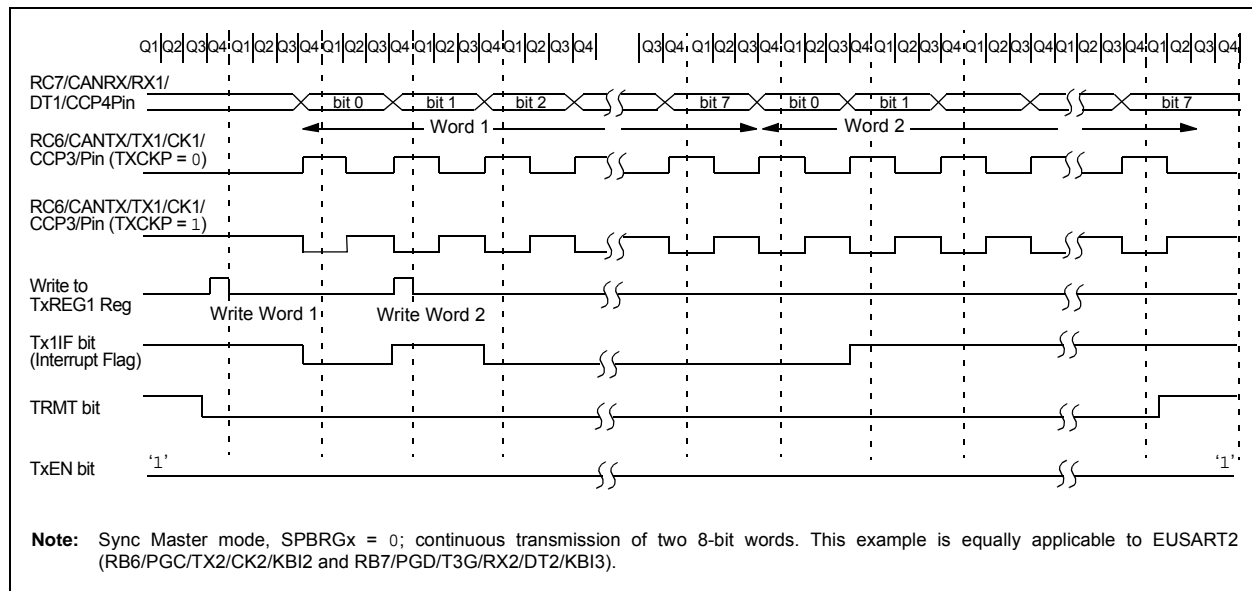 Q1 Q2 Q3 Q4 Q1 Q2 Q3 Q4 Q1 Q2 Q3 Q4 Q1 Q2 Q3 Q4 Q1 Q2 Q3 Q4 Q3 Q4 Q1 Q2 Q3 Q4 Q1 Q2 Q3 Q4 Q1 Q2 Q3 Q4 Q1 Q2 Q3 Q4 Q1 Q2 Q3 Q4 Q1 Q2 Q3 Q4
RC7/CANRX/RX1/
DT1/CCP4Pin
bit 0 bit 1 bit 2 bit 7 bit 0 bit 1 bit 7
Word 1 Word 2
RC6/CANTX/TX1/CK1/
CCP3/Pin (TXCKP = 0)
RC6/CANTX/TX1/CK1/
CCP3/Pin (TXCKP = 1)
Write to
TxREG1 Reg
Write Word 1 Write Word 2
Tx1IF bit
(Interrupt Flag)
TRMT bit
TxEN bit
‘1’ ‘1’
Note: Sync Master mode, SPBRGx = 0; continuous transmission of two 8-bit words. This example is equally applicable to EUSART2
(RB6/PGC/TX2/CK2/KBI2 and RB7/PGD/T3G/RX2/DT2/KBI3).